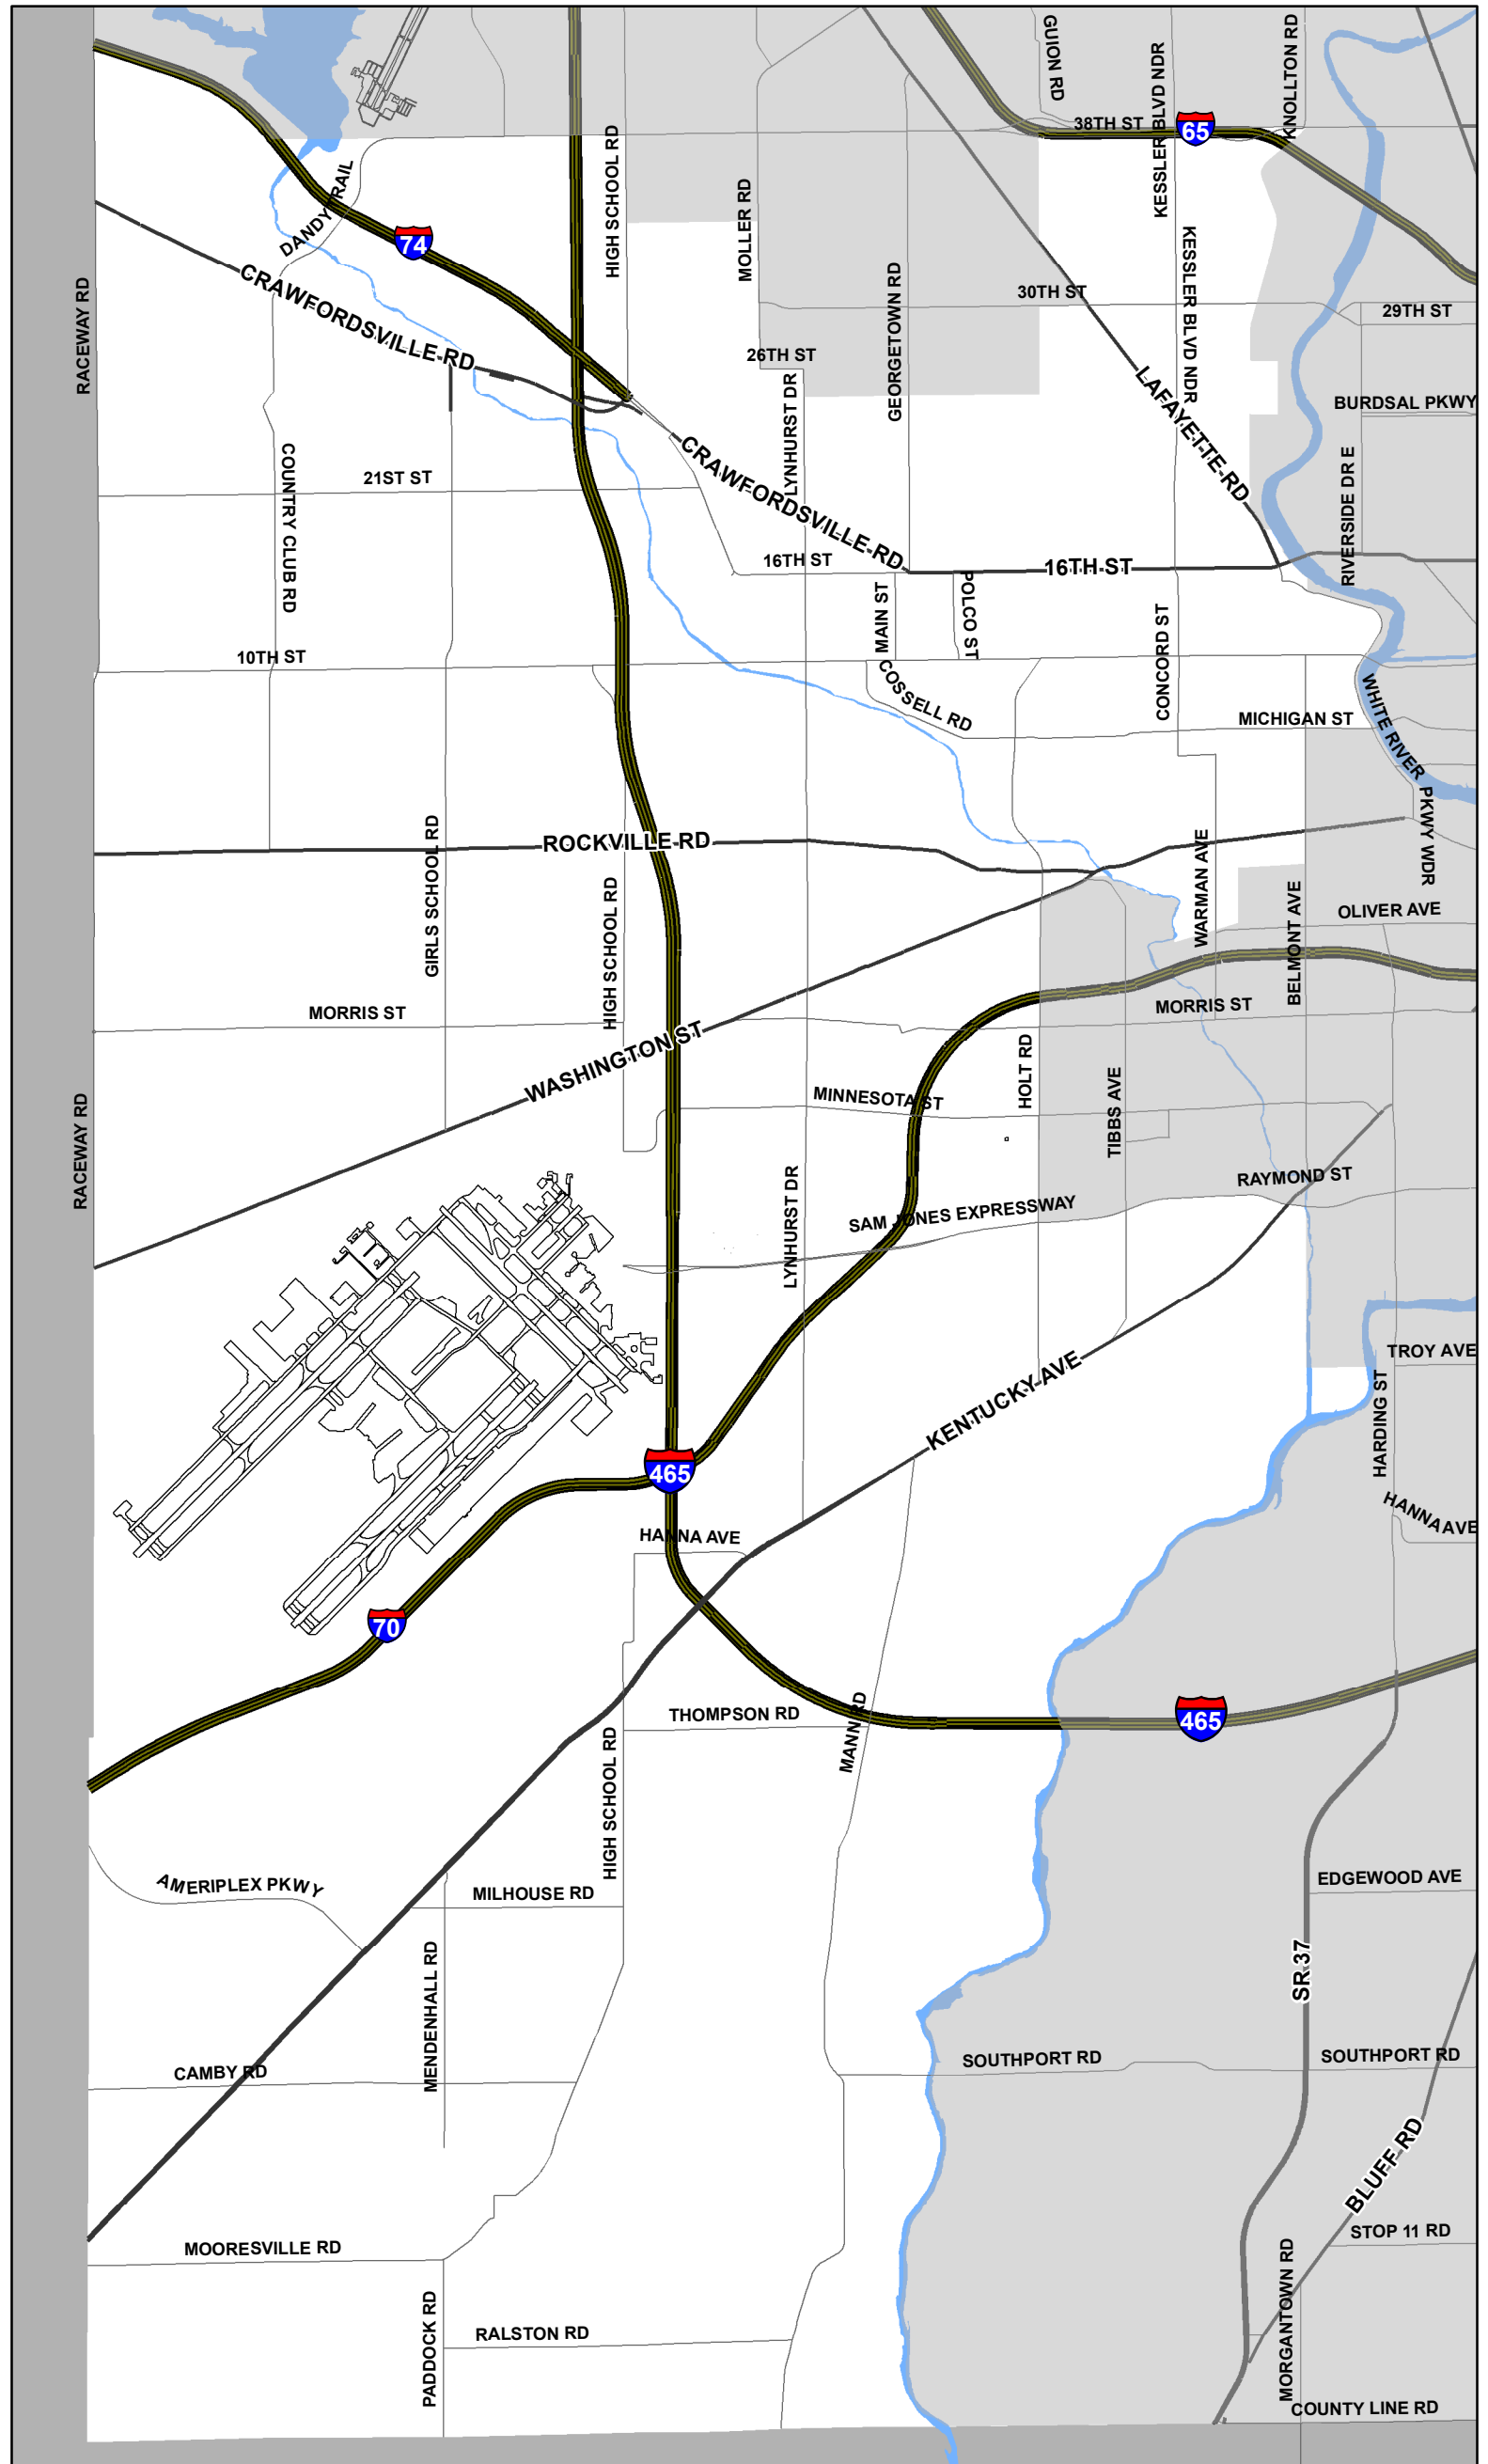 GUION RD
KESSLER BLVD NDR
KNOLLTON RD
38TH ST
65
HIGH SCHOOL RD
DANDY TRAIL
MOLLER RD
74
KESSLER BLVD NDR
CRAWFORDSVILLE RD
RACEWAY RD
GEORGETOWN RD
30TH ST
29TH ST
26TH ST
LYNHURST DR
LAFAYETTE RD
BURDSAL PKWY
COUNTRY CLUB RD
21ST ST
CRAWFORDSVILLE RD
RIVERSIDE DR E
16TH ST
16TH ST
MAIN ST
POLCO ST
CONCORD ST
10TH ST
COSSELL RD
MICHIGAN ST
WHITE RIVER PKWY WDR
GIRLS SCHOOL RD
ROCKVILLE RD
WARMAN AVE
HIGH SCHOOL RD
BELMONT AVE
OLIVER AVE
MORRIS ST
MORRIS ST
WASHINGTON ST
HOLT RD
TIBBS AVE
MINNESOTA ST
RACEWAY RD
LYNHURST DR
RAYMOND ST
SAM JONES EXPRESSWAY
TROY AVE
KENTUCKY AVE
HARDING ST
465
HANNA AVE
HANNA AVE
70
THOMPSON RD
MANN RD
465
HIGH SCHOOL RD
AMERIPLEX PKWY
MILHOUSE RD
EDGEWOOD AVE
MENDENHALL RD
SR 37
CAMBY RD
SOUTHPORT RD
SOUTHPORT RD
BLUFF RD
MOORESVILLE RD
STOP 11 RD
PADDOCK RD
RALSTON RD
MORGANTOWN RD
COUNTY LINE RD